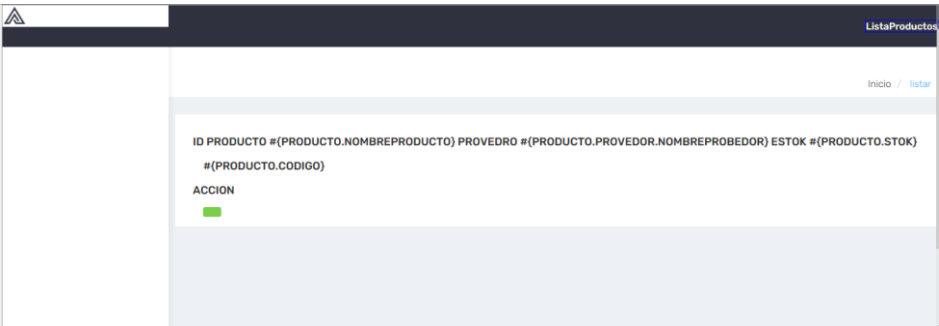 ListaProductos
Inicio / listar
ID PRODUCTO #{PRODUCTO.NOMBREPRODUCTO} PROVEDRO #{PRODUCTO.PROVEDOR.NOMBREPROBEDOR} ESTOK #{PRODUCTO.STOK}
#{PRODUCTO.CODIGO}
ACCION